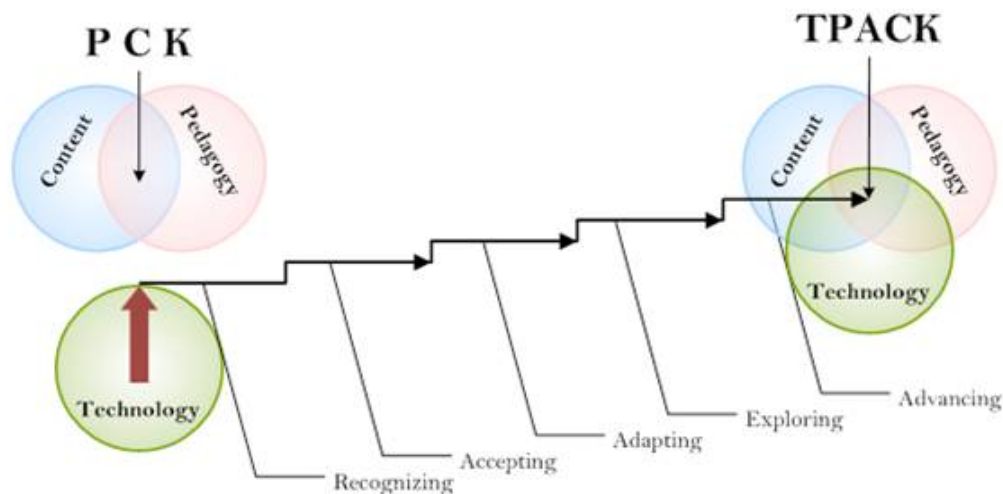 P C K
Content
Pedagogy
Technology
TPACK
Content
Pedagogy
Technology
Recognizing
Accepting
Adapting
Exploring
Advancing